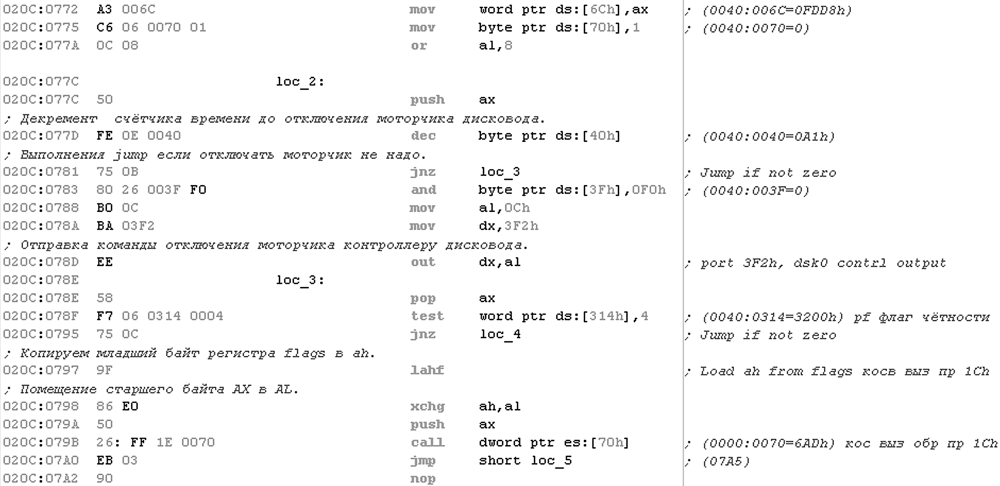 020C:0772 A3 006C mov word ptr ds:[6Ch],ax ; (0040:006C=0FDD8h)
020C:0775 C6 06 0070 01 mov byte ptr ds:[70h],1 ; (0040:0070=0)
020C:077A 0C 08 or al,8
020C:077C loc_2:
020C:077C 50 push ax
; Декремент счётчика времени до отключения моторчика дисковода.
020C:077D FE 0E 0040 dec byte ptr ds:[40h] ; (0040:0040=0A1h)
; Выполнения jump если отключать моторчик не надо.
020C:0781 75 0B jnz loc_3 ; Jump if not zero
020C:0783 80 26 003F F0 and byte ptr ds:[3Fh],0F0h ; (0040:003F=0)
020C:0788 B0 0C mov al,0Ch
020C:078A BA 03F2 mov dx,3F2h
; Отправка команды отключения моторчика контроллеру дисковода.
020C:078D EE out dx,al ; port 3F2h, dsk0 contrl output
020C:078E loc_3:
020C:078E 58 pop ax
020C:078F F7 06 0314 0004 test word ptr ds:[314h],4 ; (0040:0314=3200h) pf флаг чётности
020C:0795 75 0C jnz loc_4 ; Jump if not zero
; Копируем младший байт регистра flags в ah.
020C:0797 9F lahf ; Load ah from flags косв выз пр 1Ch
; Помещение старшего байта AX в AL.
020C:0798 86 E0 xchg ah,al
020C:079A 50 push ax
020C:079B 26: FF 1E 0070 call dword ptr es:[70h] ; (0000:0070=6ADh) кос выз обр пр 1Ch
020C:07A0 EB 03 jmp short loc_5 ; (07A5)
020C:07A2 90 nop